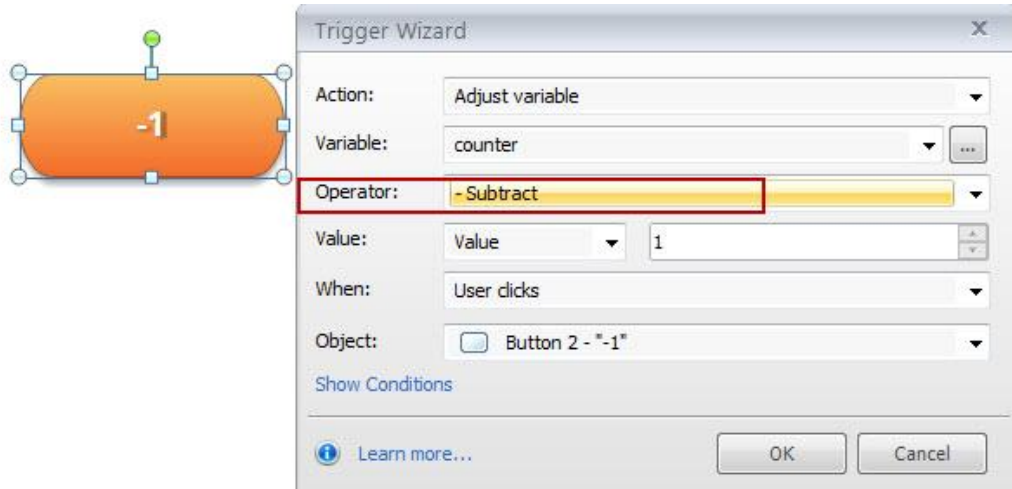 -1
Trigger Wizard
Action: Adjust variable
Variable: counter ...
Operator: - Subtract
Value: Value 1
When: User clicks
Object: Button 2 - "-1"
Show Conditions
Learn more... OK Cancel